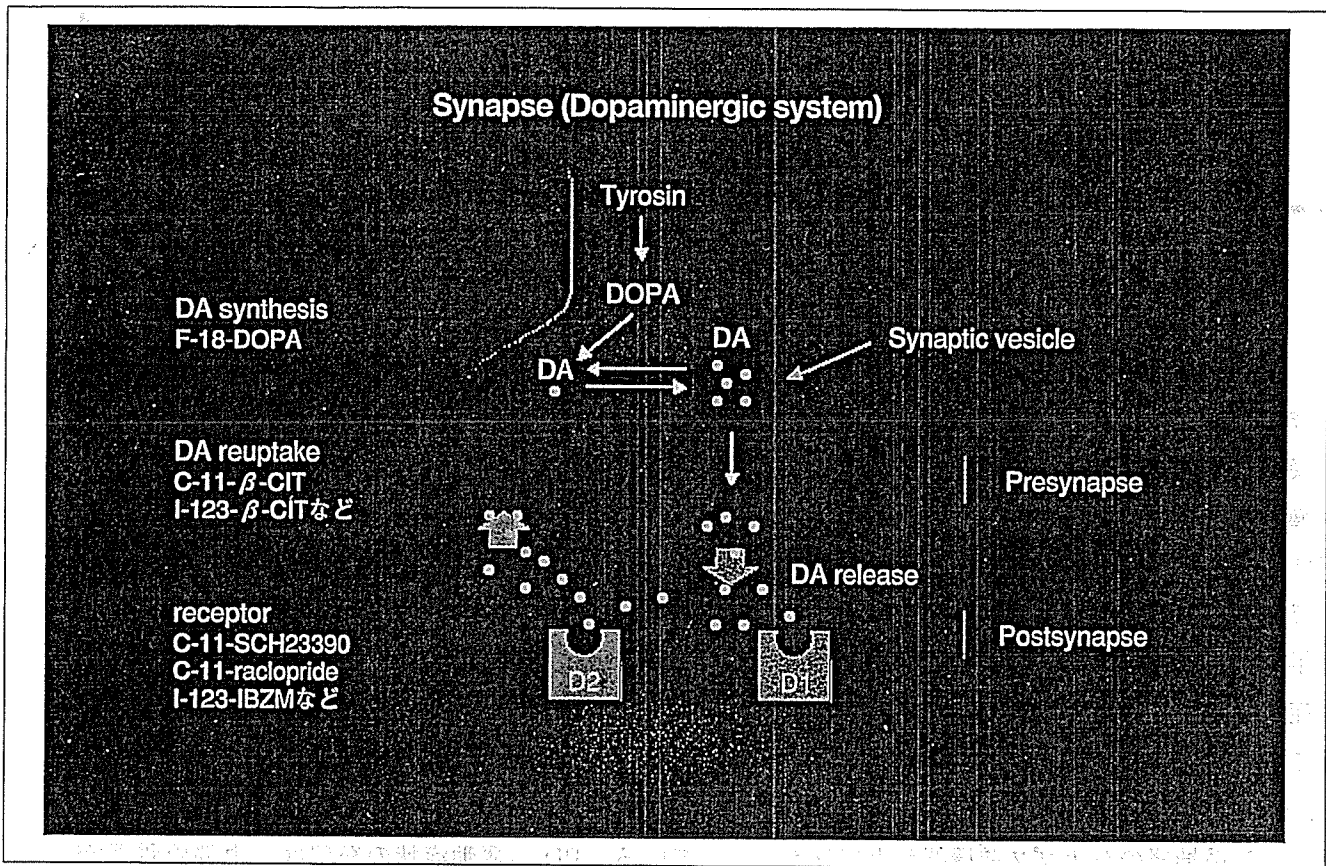 Synapse (Dopaminergic system)
Tyrosin
DOPA
DA synthesis
F-18-DOPA
DA
DA
Synaptic vesicle
DA reuptake
C-11-β-CIT
I-123-β-CITなど
Presynapse
DA release
receptor
C-11-SCH23390
C-11-raclopride
I-123-IBZMなど
Postsynapse
D2
D1